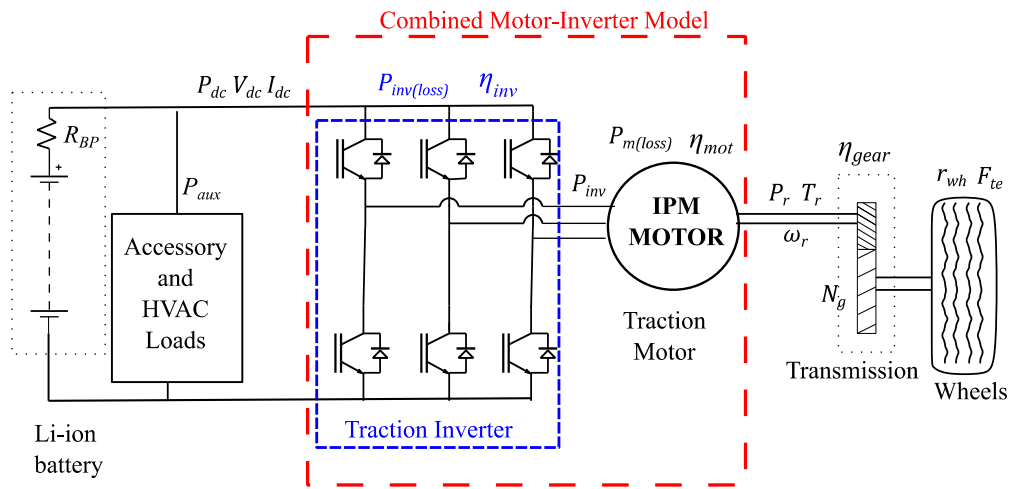 Combined Motor-Inverter Model
P_dc V_dc I_dc
P_inv(loss)
η_inv
R_BP
+
P_aux
Accessory
and
HVAC
Loads
P_m(loss)
η_mot
P_inv
IPM
MOTOR
Traction
Motor
P_r T_r
ω_r
η_gear
N_g
Transmission
r_wh F_te
Wheels
Traction Inverter
Li-ion
battery